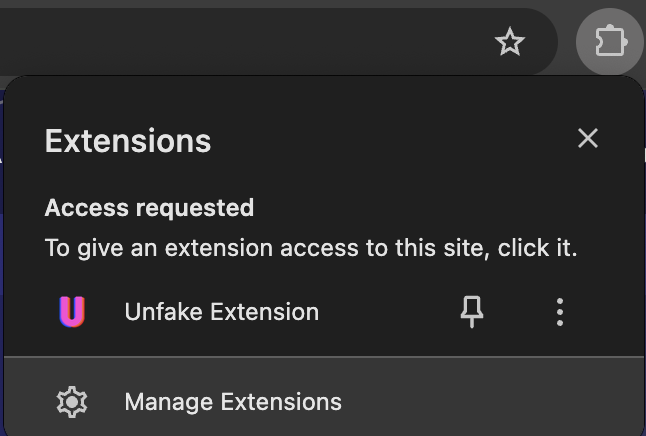 Extensions
Access requested
To give an extension access to this site, click it.
U
Unfake Extension
Manage Extensions